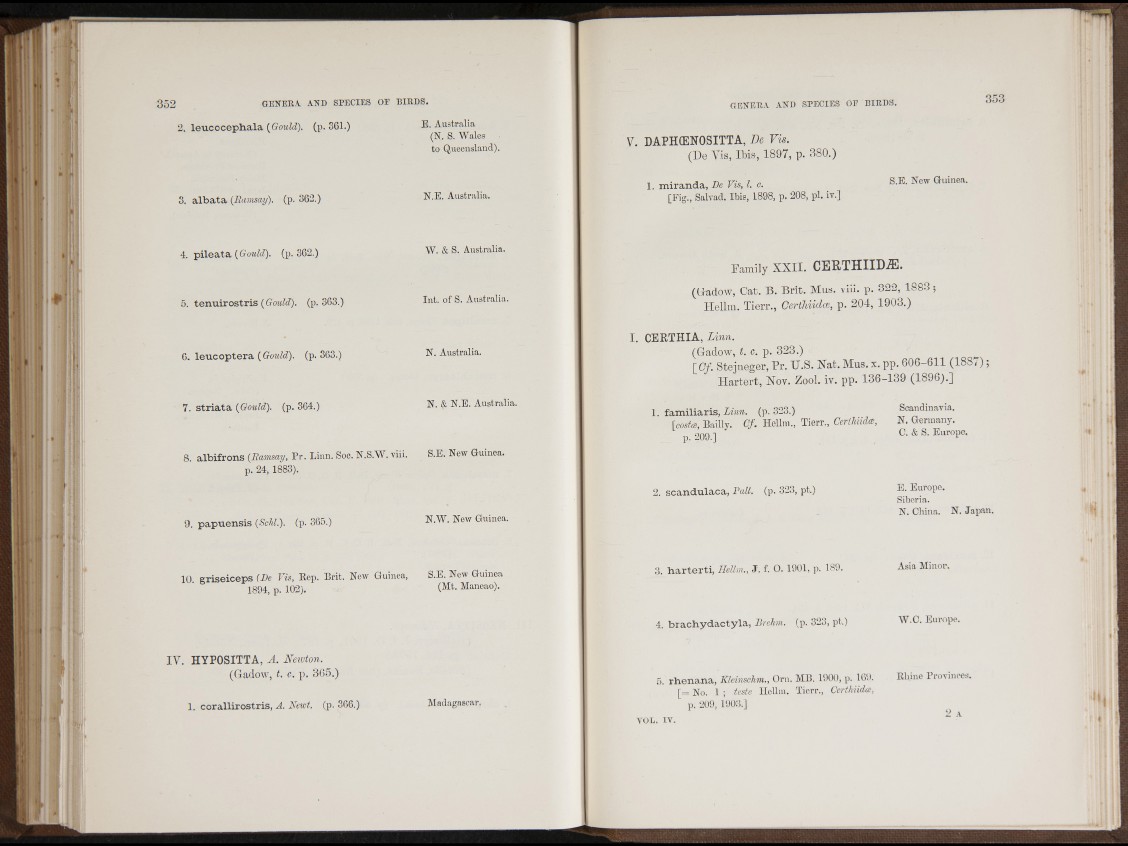 352 GENERA AND SPECIES OF BIRDS.
2. leucocephala (Gould). (p. 361.) E. Australia
(N. S. Wales
to Queensland).
3. albata (Ramsay). (p. 362.) N.E. Australia.
4. pileata (Gould). (p. 362.) W. & S. Australia.
5. tenuirostris (Gould). (p. 363.) Int. of S. Australia.
6. leucoptera (Gould). (p. 363.) N. Australia.
7. striata (Gould). (p. 364.) N. & N.E. Australia.
8. albifrons (Ramsay, Pr. Linn. Soc. N.S.W. viii. S.E. New Guinea.
p. 24, 1883).
9. papuensis (Schl.). (p. 365.) N.W. New Guinea.
10. griseiceps (De Vis, Rep. Brit. New Guinea, S.E. New Guinea
1894, p. 102). (Mt. Maneao).
IV. HYPOSITTA, A. Newton.
(Gadow, t. c. p. 365.)
1. corallirostris, A. Newt. (p. 366.) Madagascar.
GENERA AND SPECIES OF BIRDS. 353
V. DAPHŒNOSITTA, De Vis.
(De Vis, Ibis, 1897, p. 380.)
1. miranda, De Vis, l. c. S.E. New Guinea.
[Fig., Salvad. Ibis, 1898, p. 208, pl. iv.]
Family XXII. CERTHIIDÆ.
(Gadow, Cat. B. Brit. Mus. viii. p. 322, 1883;
Hellm. Tierr., Certhiidæ, p. 204, 1903.)
I. CERTHIA, Linn.
(Gadow, t. c. p. 323.)
[Cf. Stejneger, Pr. U.S. Nat. Mus. x. pp. 606-611 (1887);
Hartert, Nov. Zool. iv. pp. 136-139 (1896).]
1. familiaris, Linn. (p. 323.) Scandinavia.
[costæ, Bailly. Cf. Hellm., Tierr., Certhiidæ, N. Germany.
p. 209.] C. & S. Europe.
2. scandulaca, Pall. (p. 323, pt.) E. Europe.
Siberia.
N. China. N. Japan.
3. harterti, Hellm., J. f. O. 1901, p. 189. Asia Minor.
4. brachydactyla, Brehm. (p. 323, pt.) W.C. Europe.
5. rhenana, Kleinschm., Orn. MB. 1900, p. 169. Rhine Provinces.
[= No. 1; teste Hellm. Tierr., Certhiidæ,
p. 209, 1903.]
VOL. IV. 2 A